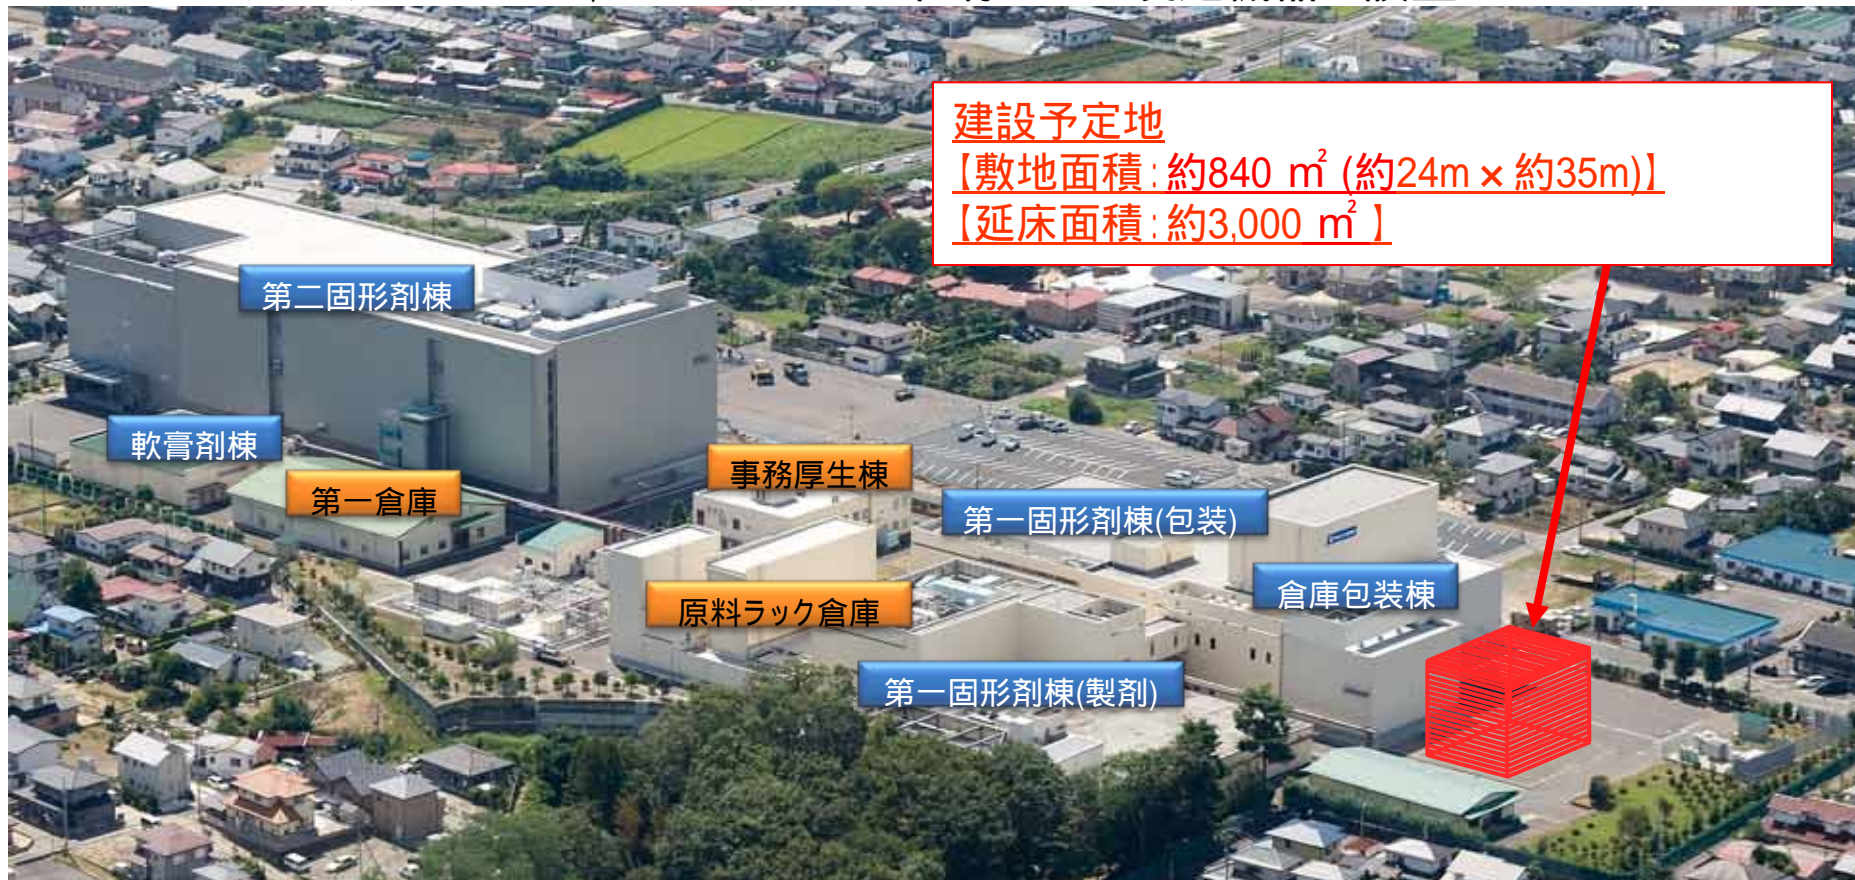 建設予定地
【敷地面積:約840 ㎡ (約24m×約35m)】
【延床面積:約3,000 ㎡ 】
第二固形剤棟
軟膏剤棟
第一倉庫
事務厚生棟
第一固形剤棟(包装)
原料ラック倉庫
倉庫包装棟
第一固形剤棟(製剤)